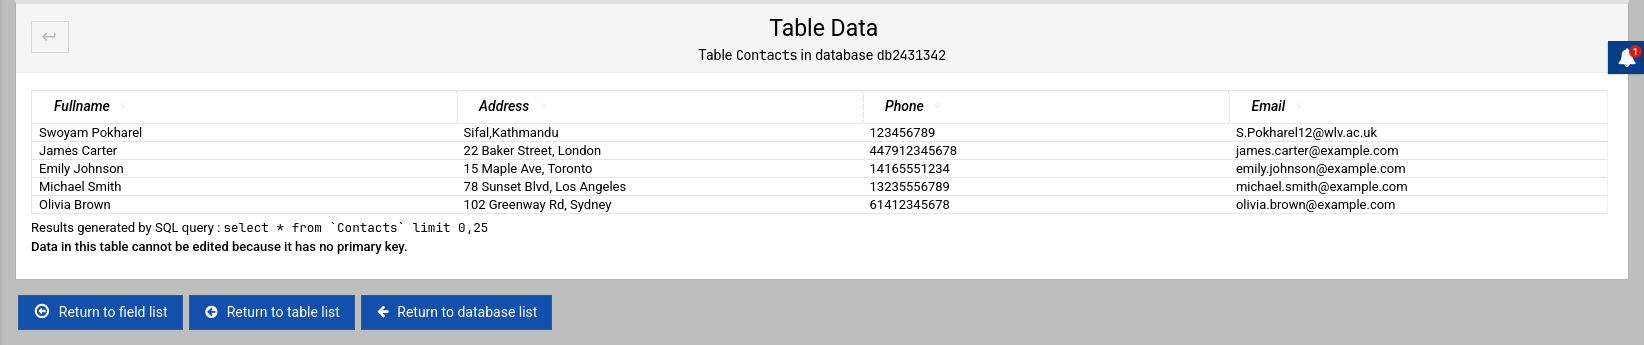 Table Data
Table Contacts in database db2431342
1
Fullname Address Phone Email
Swoyam Pokharel Sifal,Kathmandu 123456789 S.Pokharel12@wlv.ac.uk
James Carter 22 Baker Street, London 447912345678 james.carter@example.com
Emily Johnson 15 Maple Ave, Toronto 14165551234 emily.johnson@example.com
Michael Smith 78 Sunset Blvd, Los Angeles 13235556789 michael.smith@example.com
Olivia Brown 102 Greenway Rd, Sydney 61412345678 olivia.brown@example.com
Results generated by SQL query : select * from `Contacts` limit 0,25
Data in this table cannot be edited because it has no primary key.
Return to field list Return to table list Return to database list